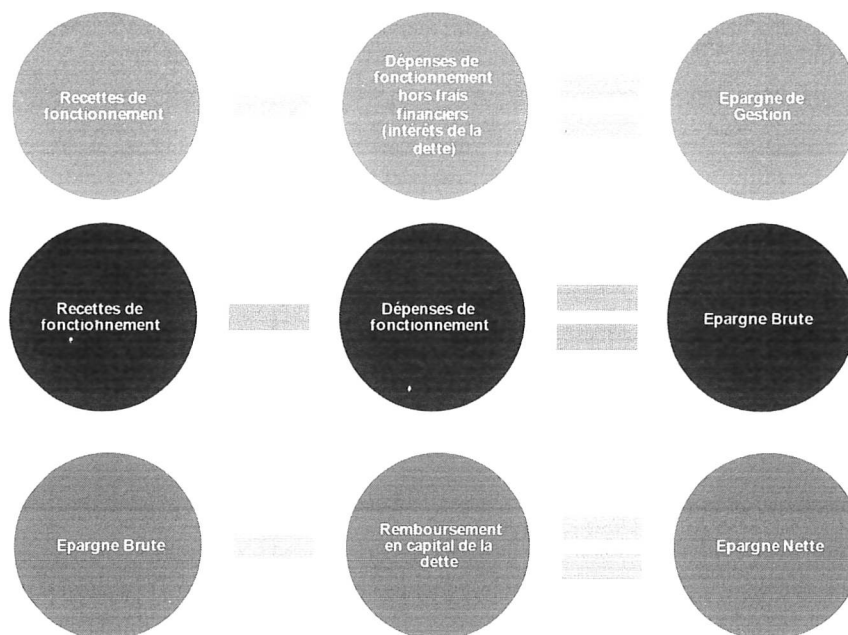 Recettes de
fonctionnement
Dépenses de
fonctionnement
hors frais
financiers
(intérêts de la
dette)
Epargne de
Gestion
Recettes de
fonctionnement
Dépenses de
fonctionnement
Epargne Brute
Epargne Brute
Remboursement
en capital de la
dette
Epargne Nette